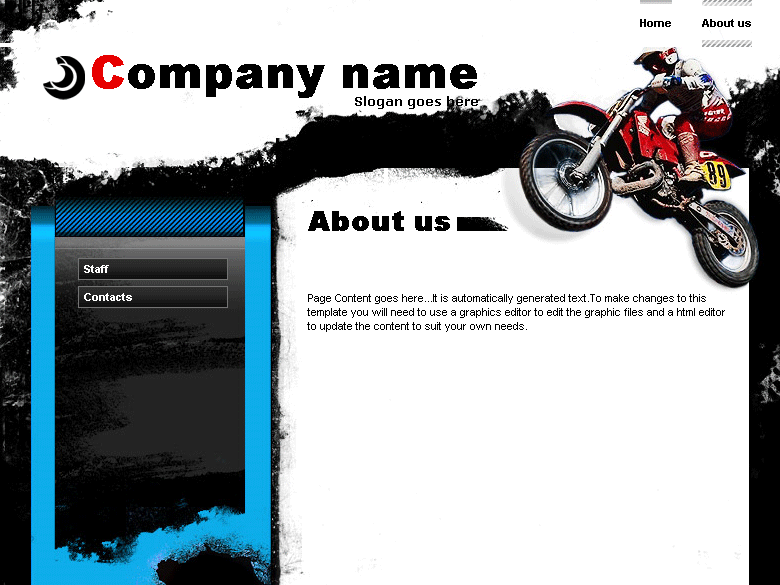 Home
About us
Company name
Slogan goes here
89
About us
Staff
Contacts
Page Content goes here...It is automatically generated text.To make changes to this
template you will need to use a graphics editor to edit the graphic files and a html editor
to update the content to suit your own needs.